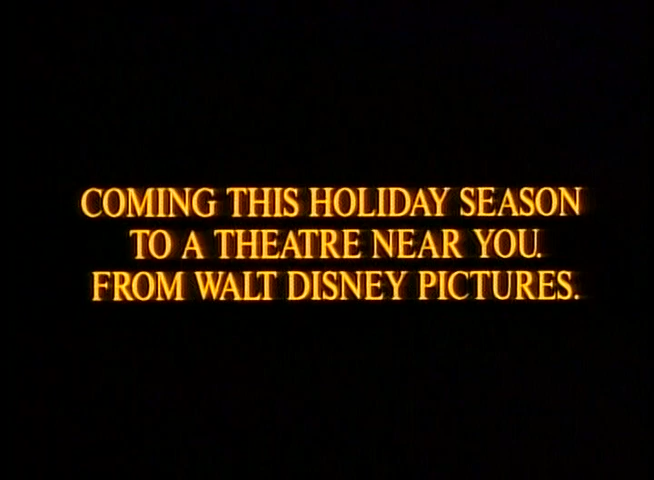 COMING THIS HOLIDAY SEASON
TO A THEATRE NEAR YOU.
FROM WALT DISNEY PICTURES.